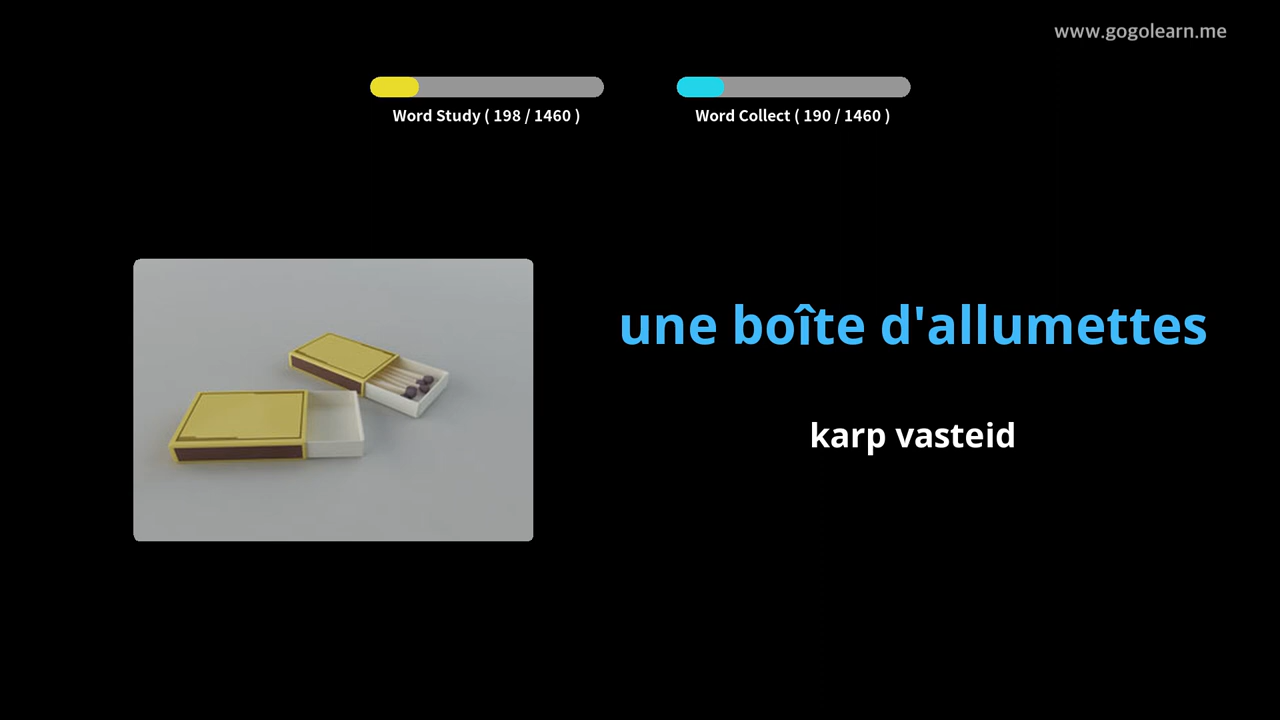 www.gogolearn.me
Word Study ( 198 / 1460 )
Word Collect ( 190 / 1460 )
une boîte d'allumettes
karp vasteid